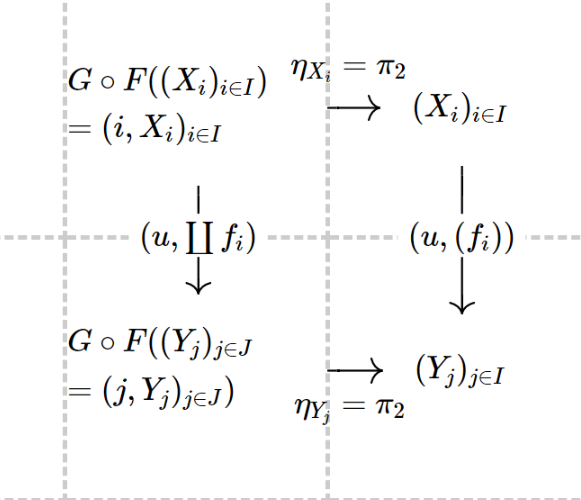 G ∘ F((X_i)_{i∈I})
= (i, X_i)_{i∈I}
η_{X_i} = π_2
(X_i)_{i∈I}
(u, ∐ f_i)
(u, (f_i))
G ∘ F((Y_j)_{j∈J}
= (j, Y_j)_{j∈J})
(Y_j)_{j∈I}
η_{Y_j} = π_2